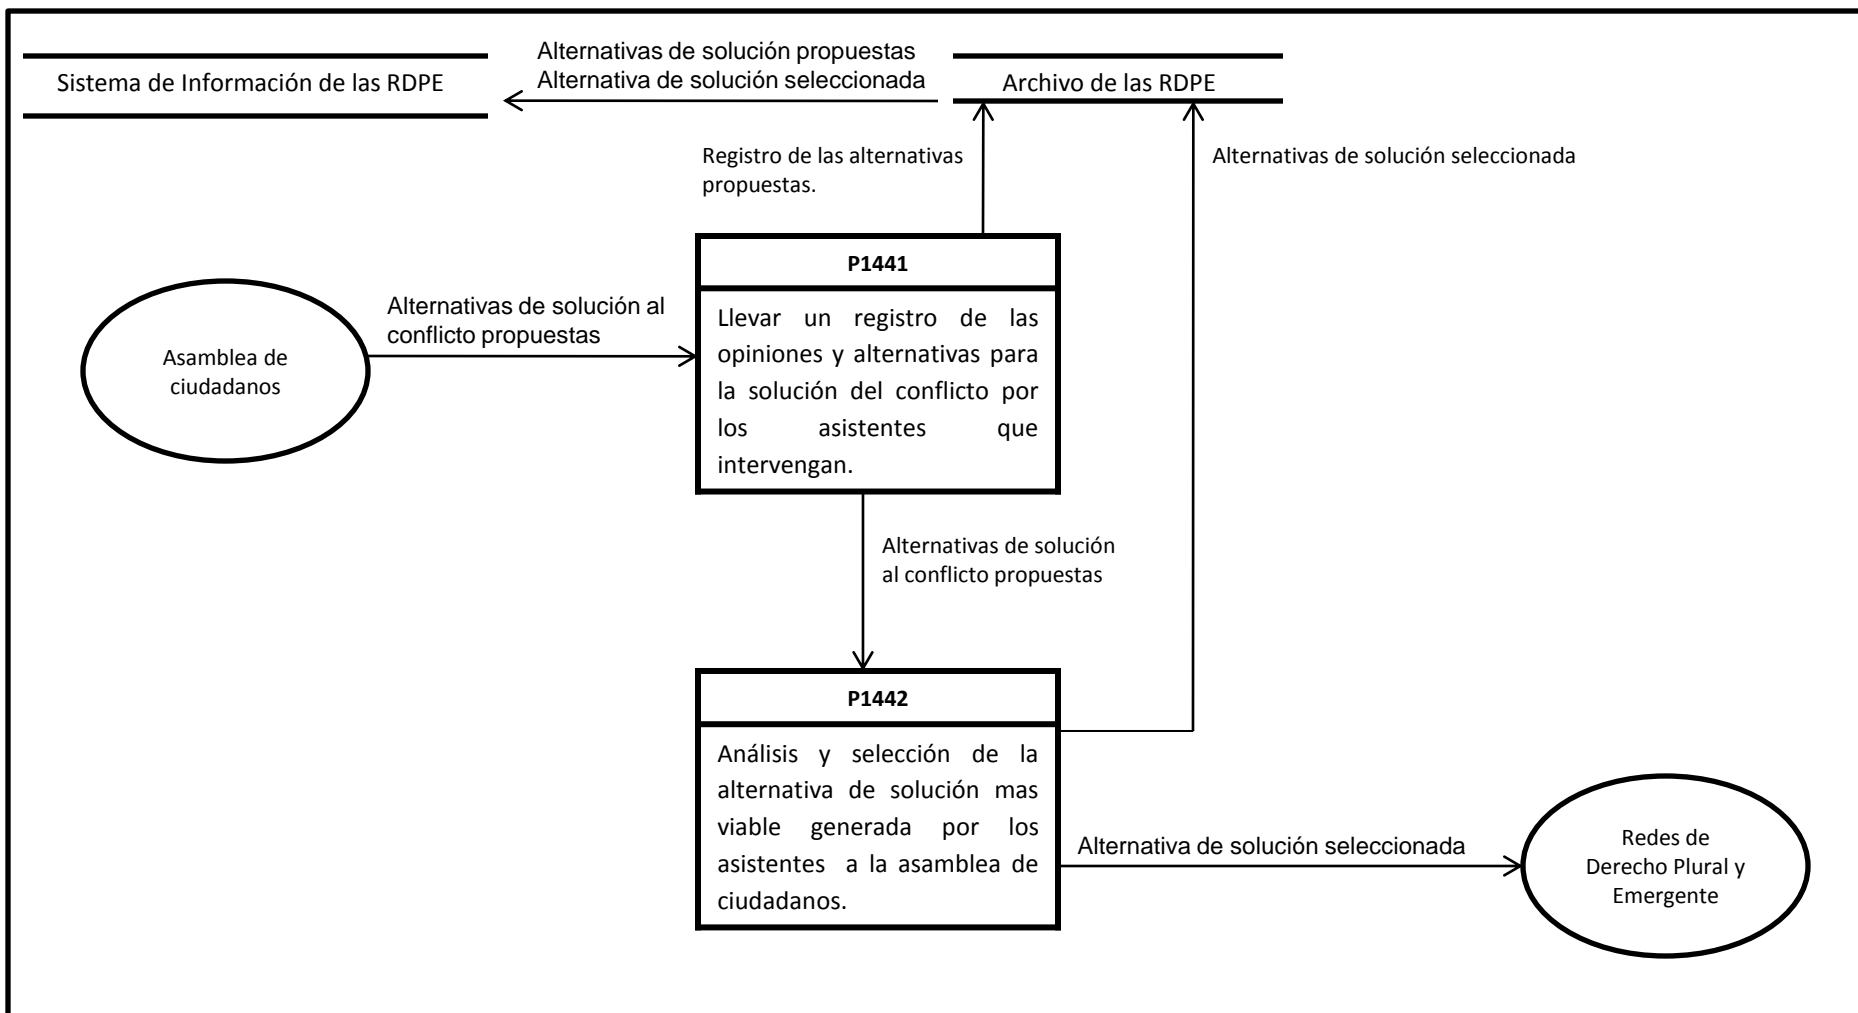 Alternativas de solución propuestas
Alternativa de solución seleccionada
Sistema de Información de las RDPE
Archivo de las RDPE
Registro de las alternativas
propuestas.
Alternativas de solución seleccionada
P1441
Llevar un registro de las
opiniones y alternativas para
la solución del conflicto por
los asistentes que
intervengan.
Alternativas de solución al
conflicto propuestas
Asamblea de
ciudadanos
Alternativas de solución
al conflicto propuestas
P1442
Análisis y selección de la
alternativa de solución mas
viable generada por los
asistentes a la asamblea de
ciudadanos.
Alternativa de solución seleccionada
Redes de
Derecho Plural y
Emergente